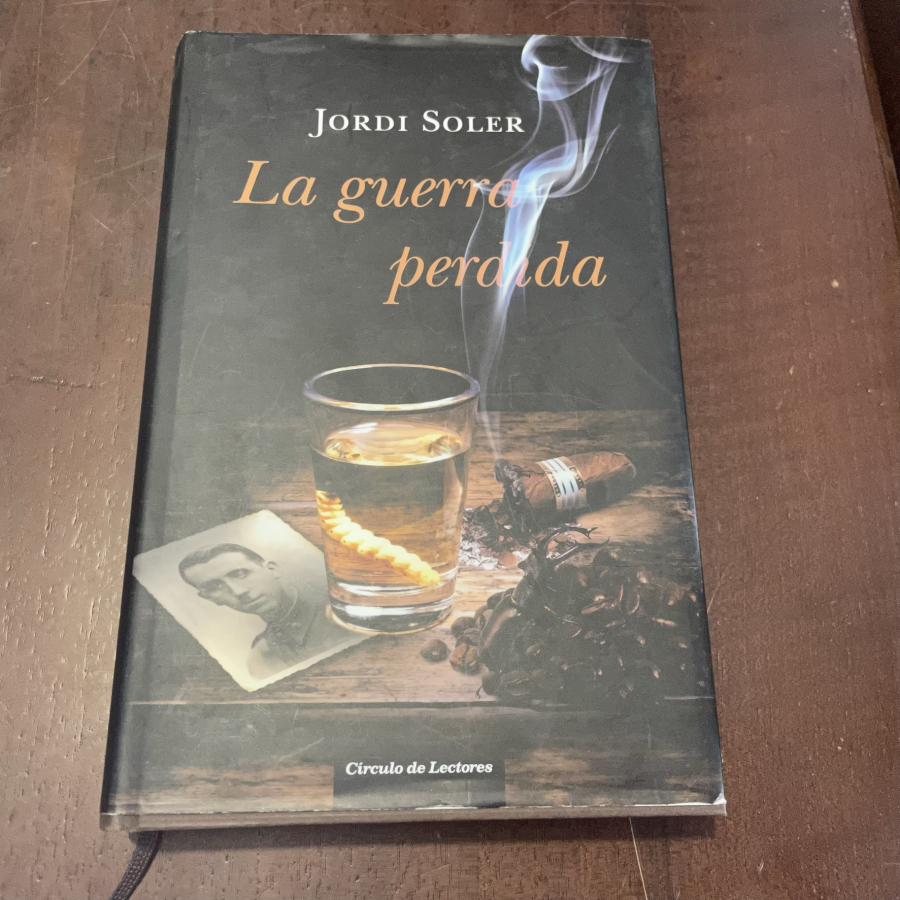 JORDI SOLER
La guerra
perdida
Círculo de Lectores